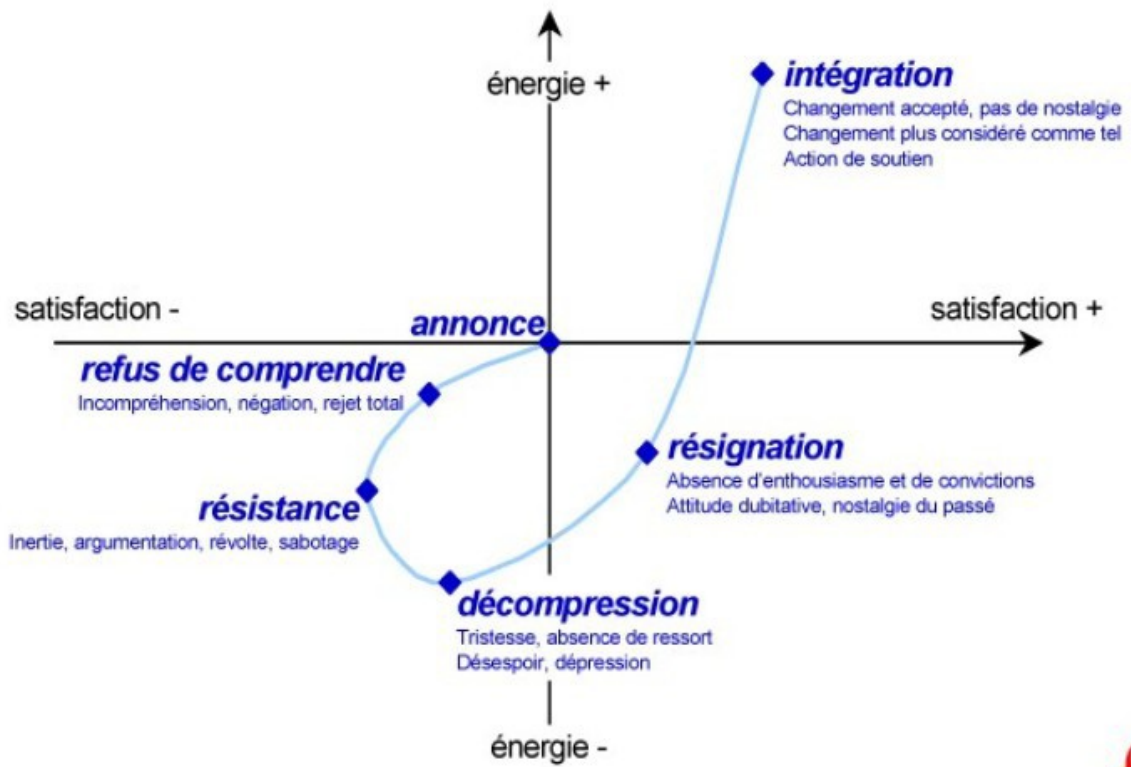 énergie +
intégration
Changement accepté, pas de nostalgie
Changement plus considéré comme tel
Action de soutien
satisfaction -
satisfaction +
annonce
refus de comprendre
Incompréhension, négation, rejet total
résignation
Absence d'enthousiasme et de convictions
Attitude dubitative, nostalgie du passé
résistance
Inertie, argumentation, révolte, sabotage
décompression
Tristesse, absence de ressort
Désespoir, dépression
énergie -